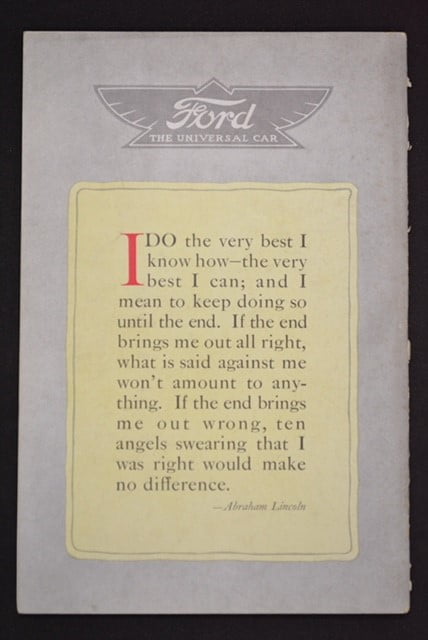 Ford
THE UNIVERSAL CAR
I DO the very best I
know how—the very
best I can; and I
mean to keep doing so
until the end. If the end
brings me out all right,
what is said against me
won't amount to any-
thing. If the end brings
me out wrong, ten
angels swearing that I
was right would make
no difference.
—Abraham Lincoln